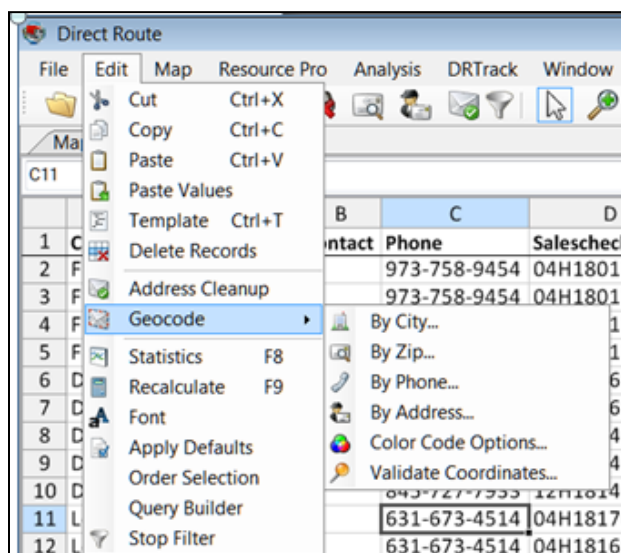 Direct Route
File Edit Map Resource Pro Analysis DRTrack Window
Cut Ctrl+X
Copy Ctrl+C
Paste Ctrl+V
Paste Values
Template Ctrl+T
Delete Records
Address Cleanup
Geocode
Statistics F8
Recalculate F9
Font
Apply Defaults
Order Selection
Query Builder
Stop Filter
By City...
By Zip...
By Phone...
By Address...
Color Code Options...
Validate Coordinates...
C11
B C D
1 C Phone
2 F 973-758-9454 04H1801
3 F 973-758-9454 04H1801
4 F
5 F
6 D
7 D
8 D
9 D
10 D
11 L 631-673-4514 04H1817
12 L 631-673-4514 04H1816